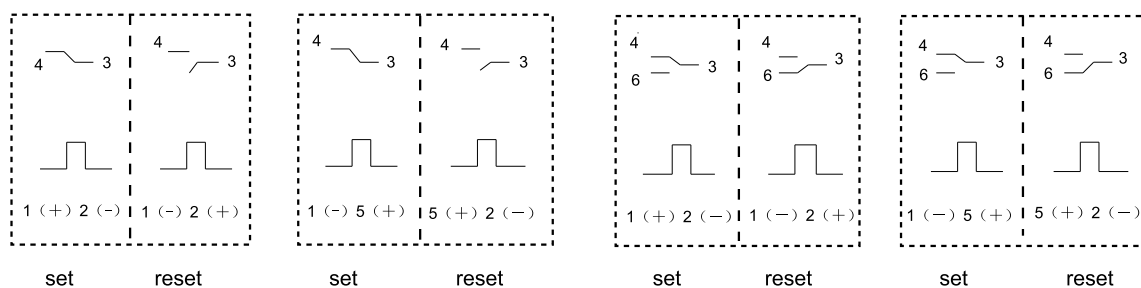 4 3 4 3
1 (+) 2 (-) 1 (-) 2 (+)
set reset
4 3 4 3
1 (-) 5 (+) 5 (+) 2 (-)
set reset
4 6 3 4 6 3
1 (+) 2 (-) 1 (-) 2 (+)
set reset
4 6 3 4 6 3
1 (-) 5 (+) 5 (+) 2 (-)
set reset